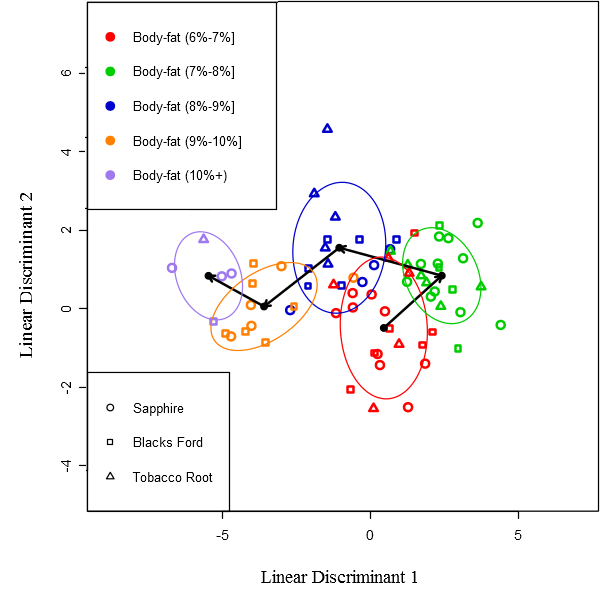 Body-fat (6%-7%]
Body-fat (7%-8%]
Body-fat (8%-9%]
Body-fat (9%-10%]
Body-fat (10%+)
6
4
2
0
-2
-4
Linear Discriminant 2
Sapphire
Blacks Ford
Tobacco Root
-5
0
5
Linear Discriminant 1